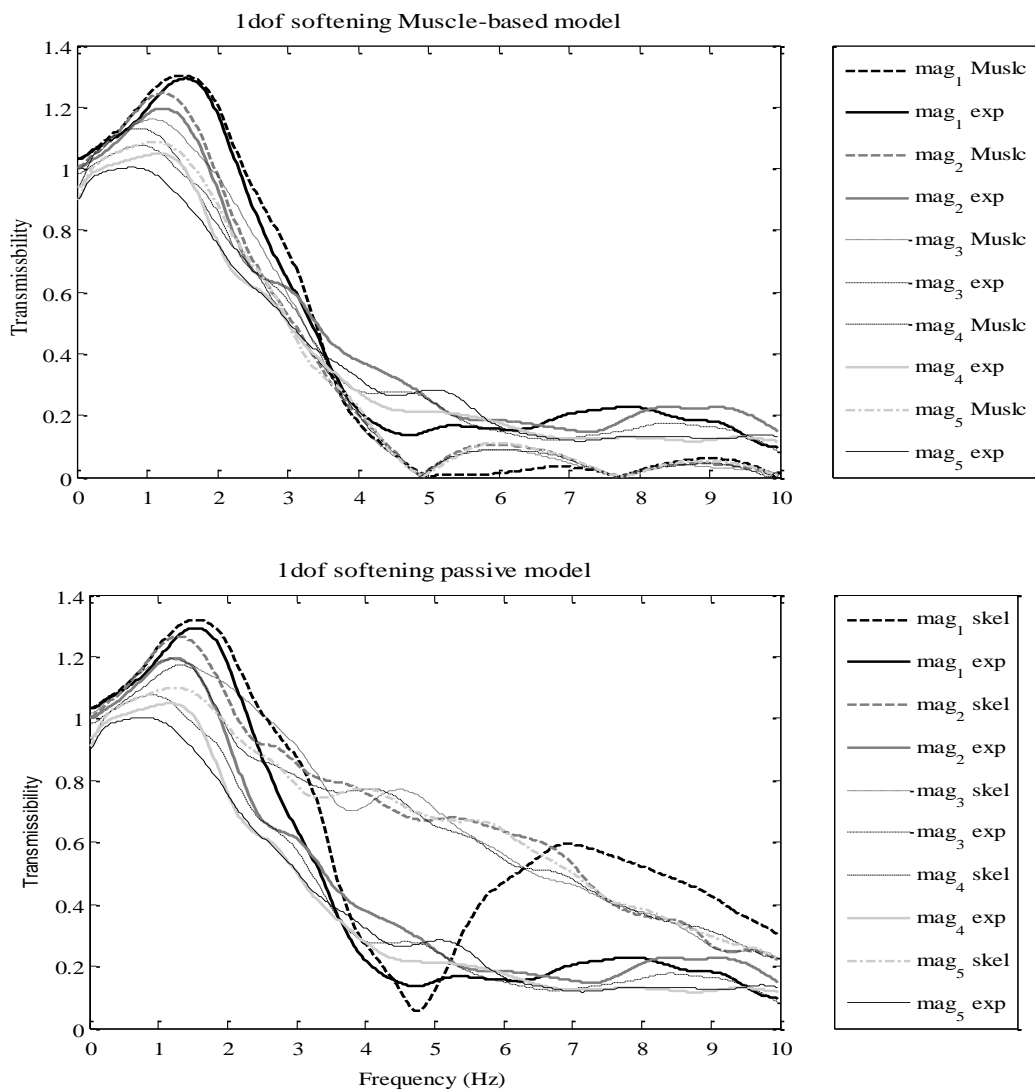 1dof softening Muscle-based model
1.4
1.2
1
0.8
0.6
0.4
0.2
0
Transmissbility
0 1 2 3 4 5 6 7 8 9 10
mag1 Muslc
mag1 exp
mag2 Muslc
mag2 exp
mag3 Muslc
mag3 exp
mag4 Muslc
mag4 exp
mag5 Muslc
mag5 exp
1dof softening passive model
1.4
1.2
1
0.8
0.6
0.4
0.2
0
Transmissibility
0 1 2 3 4 5 6 7 8 9 10
Frequency (Hz)
mag1 skel
mag1 exp
mag2 skel
mag2 exp
mag3 skel
mag3 exp
mag4 skel
mag4 exp
mag5 skel
mag5 exp